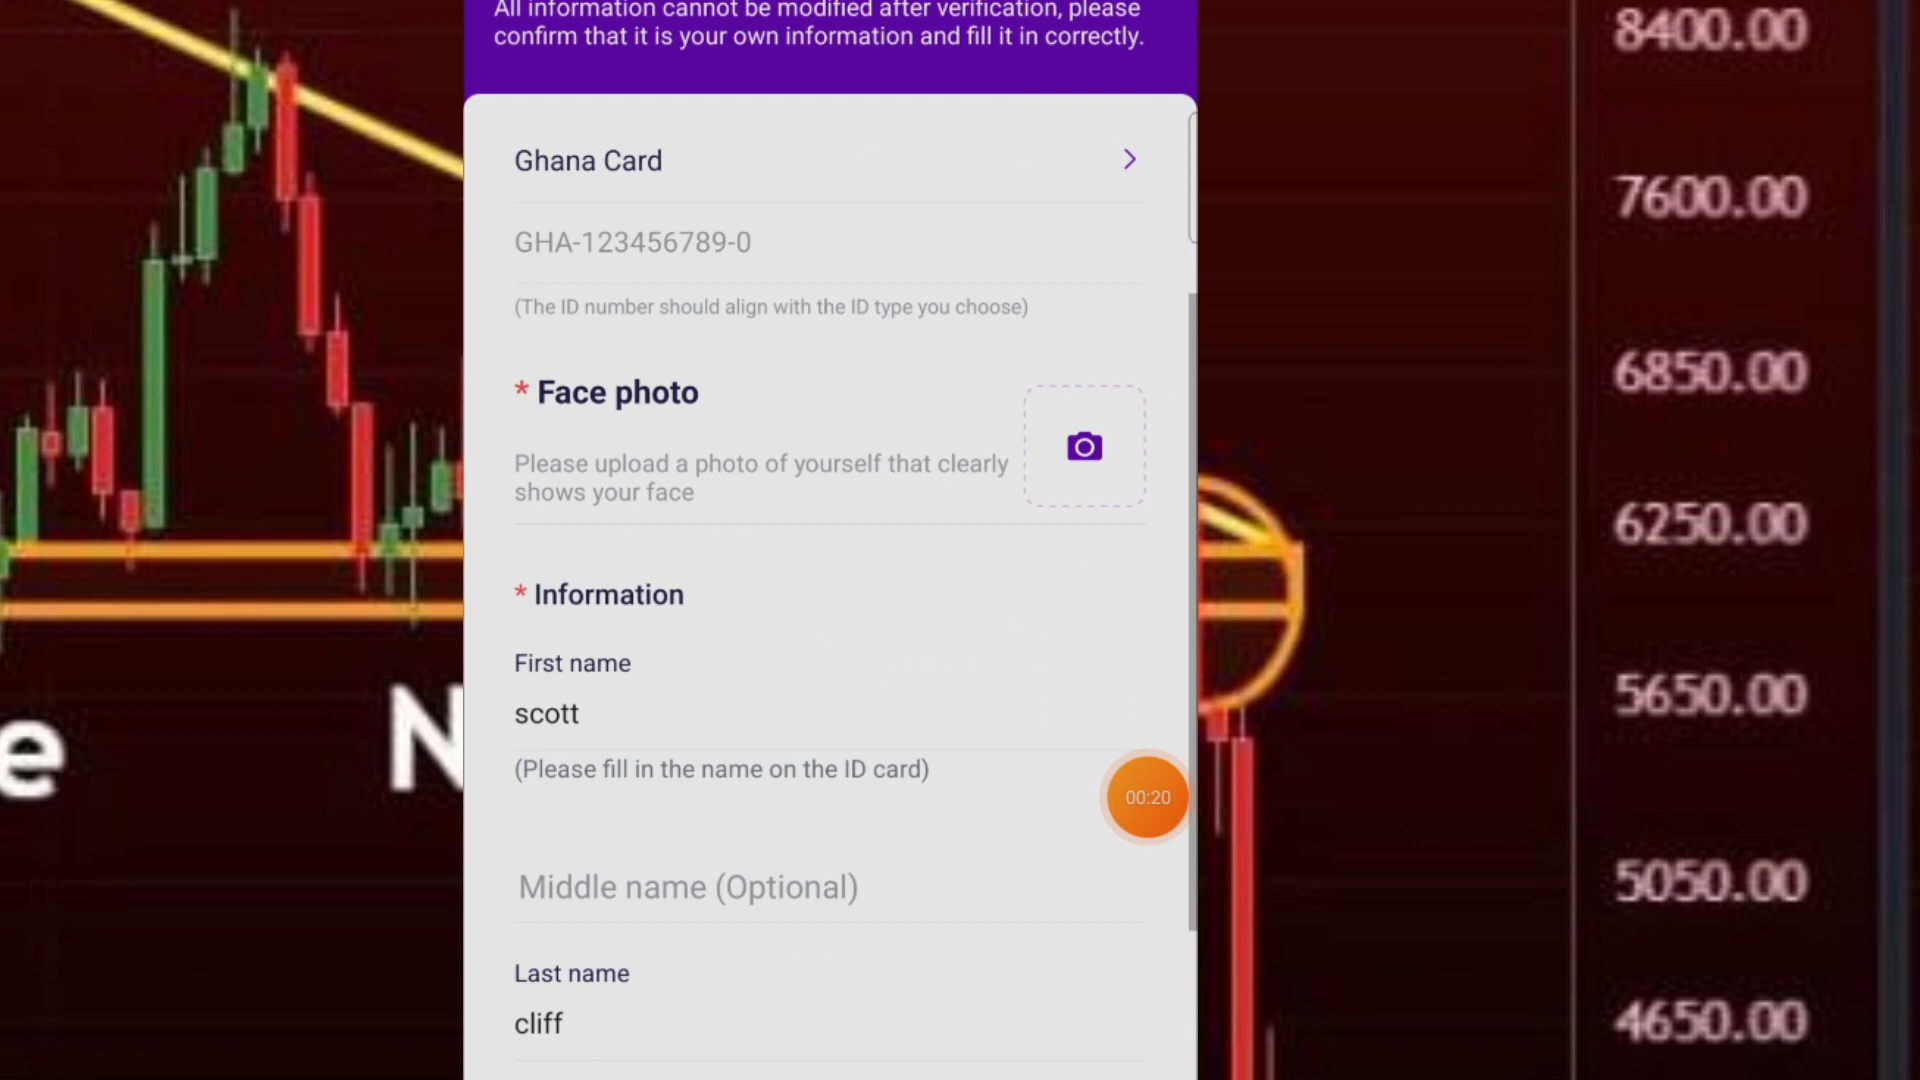 All information cannot be modified after verification, please
confirm that it is your own information and fill it in correctly.
Ghana Card
GHA-123456789-0
(The ID number should align with the ID type you choose)
* Face photo
Please upload a photo of yourself that clearly
shows your face
* Information
First name
scott
(Please fill in the name on the ID card)
00:20
Middle name (Optional)
Last name
cliff
e
N
8400.00
7600.00
6850.00
6250.00
5650.00
5050.00
4650.00